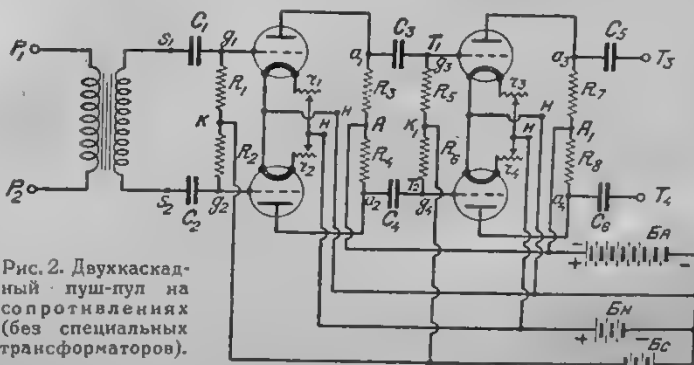 C₁ g₁ a₁ C₃ T₁ g₃ a₃ C₅ T₃
P₁ s₁ R₁ r₁ R₃ R₅ r₃ R₇
K H H A K₁ H H A₁
R₂ r₂ R₄ R₆ r₄ R₈
P₂ s₂ g₂ a₂ T₂ g₄ a₄ T₄
C₂ C₄ C₆
Рис. 2. Двухкаскад-
ный пуш-пул на
сопротивлениях
(без специальных
трансформаторов).
БА
- + -
Бн
+ -
Бс